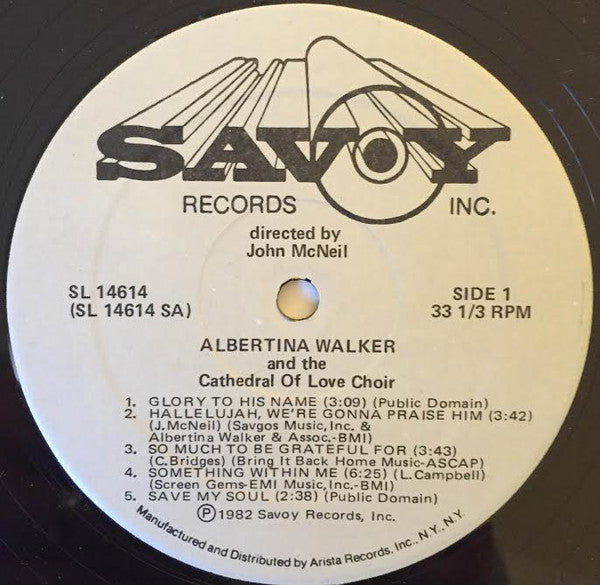 SAVOY
RECORDS INC.
directed by
John McNeil
SL 14614
(SL 14614 SA)
SIDE 1
33 1/3 RPM
ALBERTINA WALKER
and the
Cathedral Of Love Choir
1. GLORY TO HIS NAME (3:09) (Public Domain)
2. HALLELUJAH, WE'RE GONNA PRAISE HIM (3:42)
(J.McNeil) (Savgos Music,Inc. &
Albertina Walker & Assoc.-BMI)
3. SO MUCH TO BE GRATEFUL FOR (3:43)
(C.Bridges) (Bring It Back Home Music-ASCAP)
4. SOMETHING WITHIN ME (6:25) (L.Campbell)
(Screen Gems-EMI Music,Inc.-BMI)
5. SAVE MY SOUL (2:38) (Public Domain)
Ⓟ1982 Savoy Records, Inc.
Manufactured and Distributed by Arista Records, Inc., N.Y., N.Y.